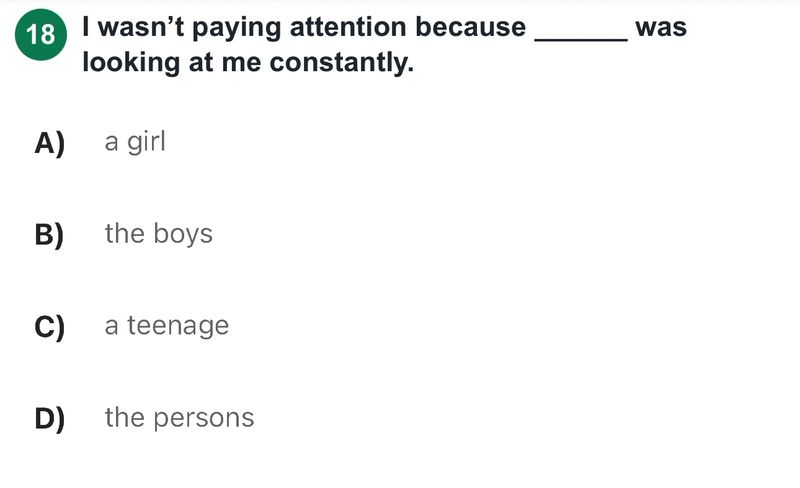 18 I wasn’t paying attention because ______ was
looking at me constantly.
A) a girl
B) the boys
C) a teenage
D) the persons